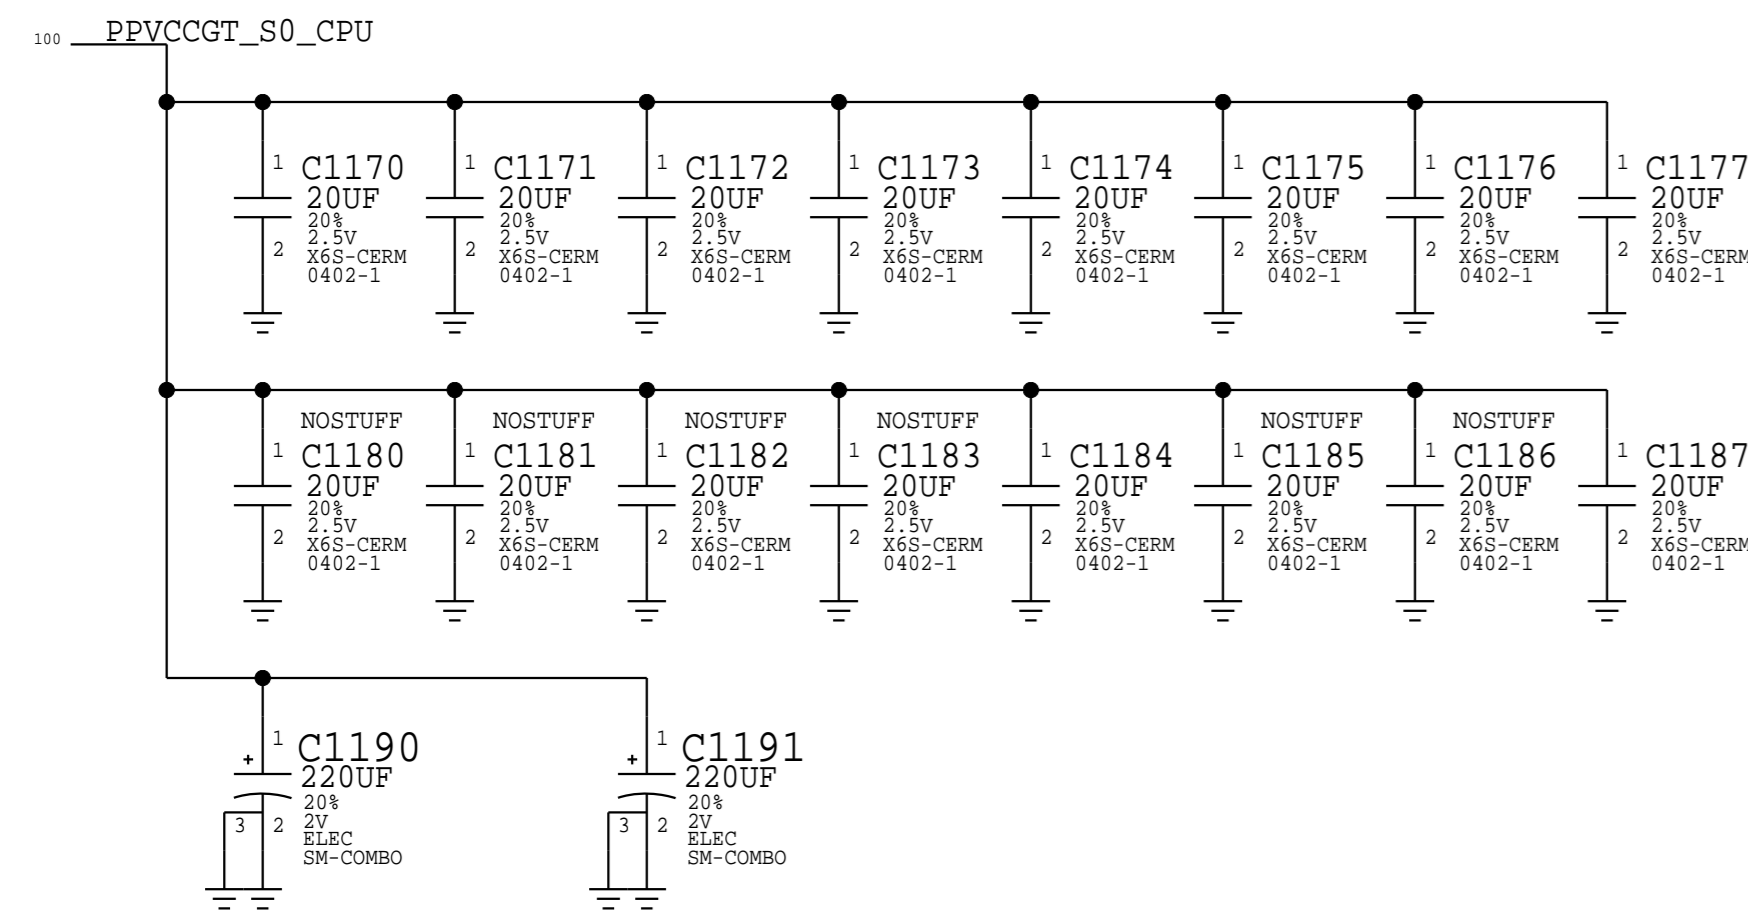 PPVCCGT_S0_CPU
100
1 C1170 1 C1171 1 C1172 1 C1173 1 C1174 1 C1175 1 C1176 1 C1177
20UF 20UF 20UF 20UF 20UF 20UF 20UF 20UF
20% 20% 20% 20% 20% 20% 20% 20%
2.5V 2.5V 2.5V 2.5V 2.5V 2.5V 2.5V 2.5V
2 X6S-CERM 2 X6S-CERM 2 X6S-CERM 2 X6S-CERM 2 X6S-CERM 2 X6S-CERM 2 X6S-CERM 2 X6S-CERM
0402-1 0402-1 0402-1 0402-1 0402-1 0402-1 0402-1 0402-1
NOSTUFF NOSTUFF NOSTUFF NOSTUFF NOSTUFF NOSTUFF
1 C1180 1 C1181 1 C1182 1 C1183 1 C1184 1 C1185 1 C1186 1 C1187
20UF 20UF 20UF 20UF 20UF 20UF 20UF 20UF
20% 20% 20% 20% 20% 20% 20% 20%
2.5V 2.5V 2.5V 2.5V 2.5V 2.5V 2.5V 2.5V
2 X6S-CERM 2 X6S-CERM 2 X6S-CERM 2 X6S-CERM 2 X6S-CERM 2 X6S-CERM 2 X6S-CERM 2 X6S-CERM
0402-1 0402-1 0402-1 0402-1 0402-1 0402-1 0402-1 0402-1
1 C1190 1 C1191
+ 220UF + 220UF
20% 20%
3 2 2V 3 2 2V
ELEC ELEC
SM-COMBO SM-COMBO